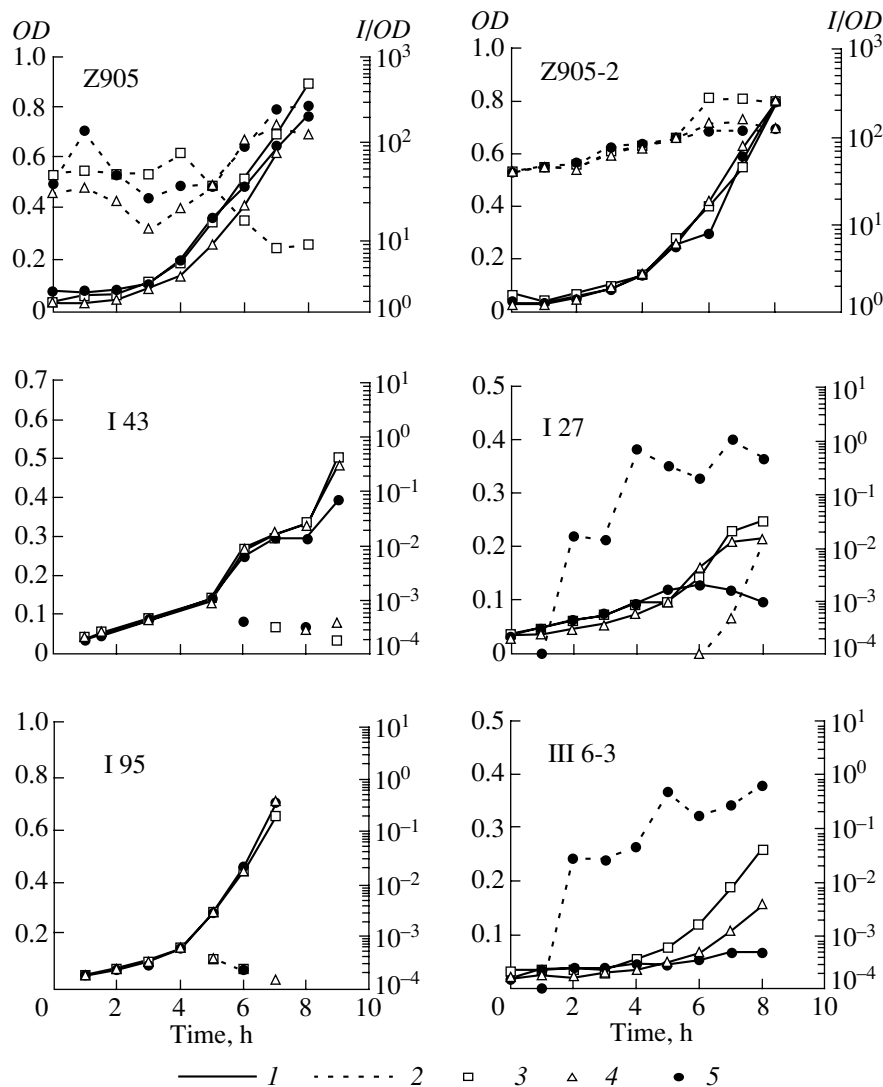 OD I/OD OD I/OD
1.0 10³ 1.0 10³
Z905 Z905-2
0.8 0.8
10² 10²
0.6 0.6
0.4 0.4
10¹ 10¹
0.2 0.2
0 10⁰ 0 10⁰
0.7 10¹ 0.5 10¹
0.6 I 43 I 27
10⁰ 0.4 10⁰
0.5
10⁻¹ 0.3 10⁻¹
0.4
0.3 10⁻² 0.2 10⁻²
0.2
10⁻³ 0.1 10⁻³
0.1
0 10⁻⁴ 0 10⁻⁴
1.0 10¹ 0.5 10¹
I 95 III 6-3
0.8 10⁰ 0.4 10⁰
0.6 10⁻¹ 0.3 10⁻¹
0.4 10⁻² 0.2 10⁻²
0.2 10⁻³ 0.1 10⁻³
10⁻⁴ 10⁻⁴
0 2 4 6 8 10 0 2 4 6 8 10
Time, h Time, h
1 2 3 4 5